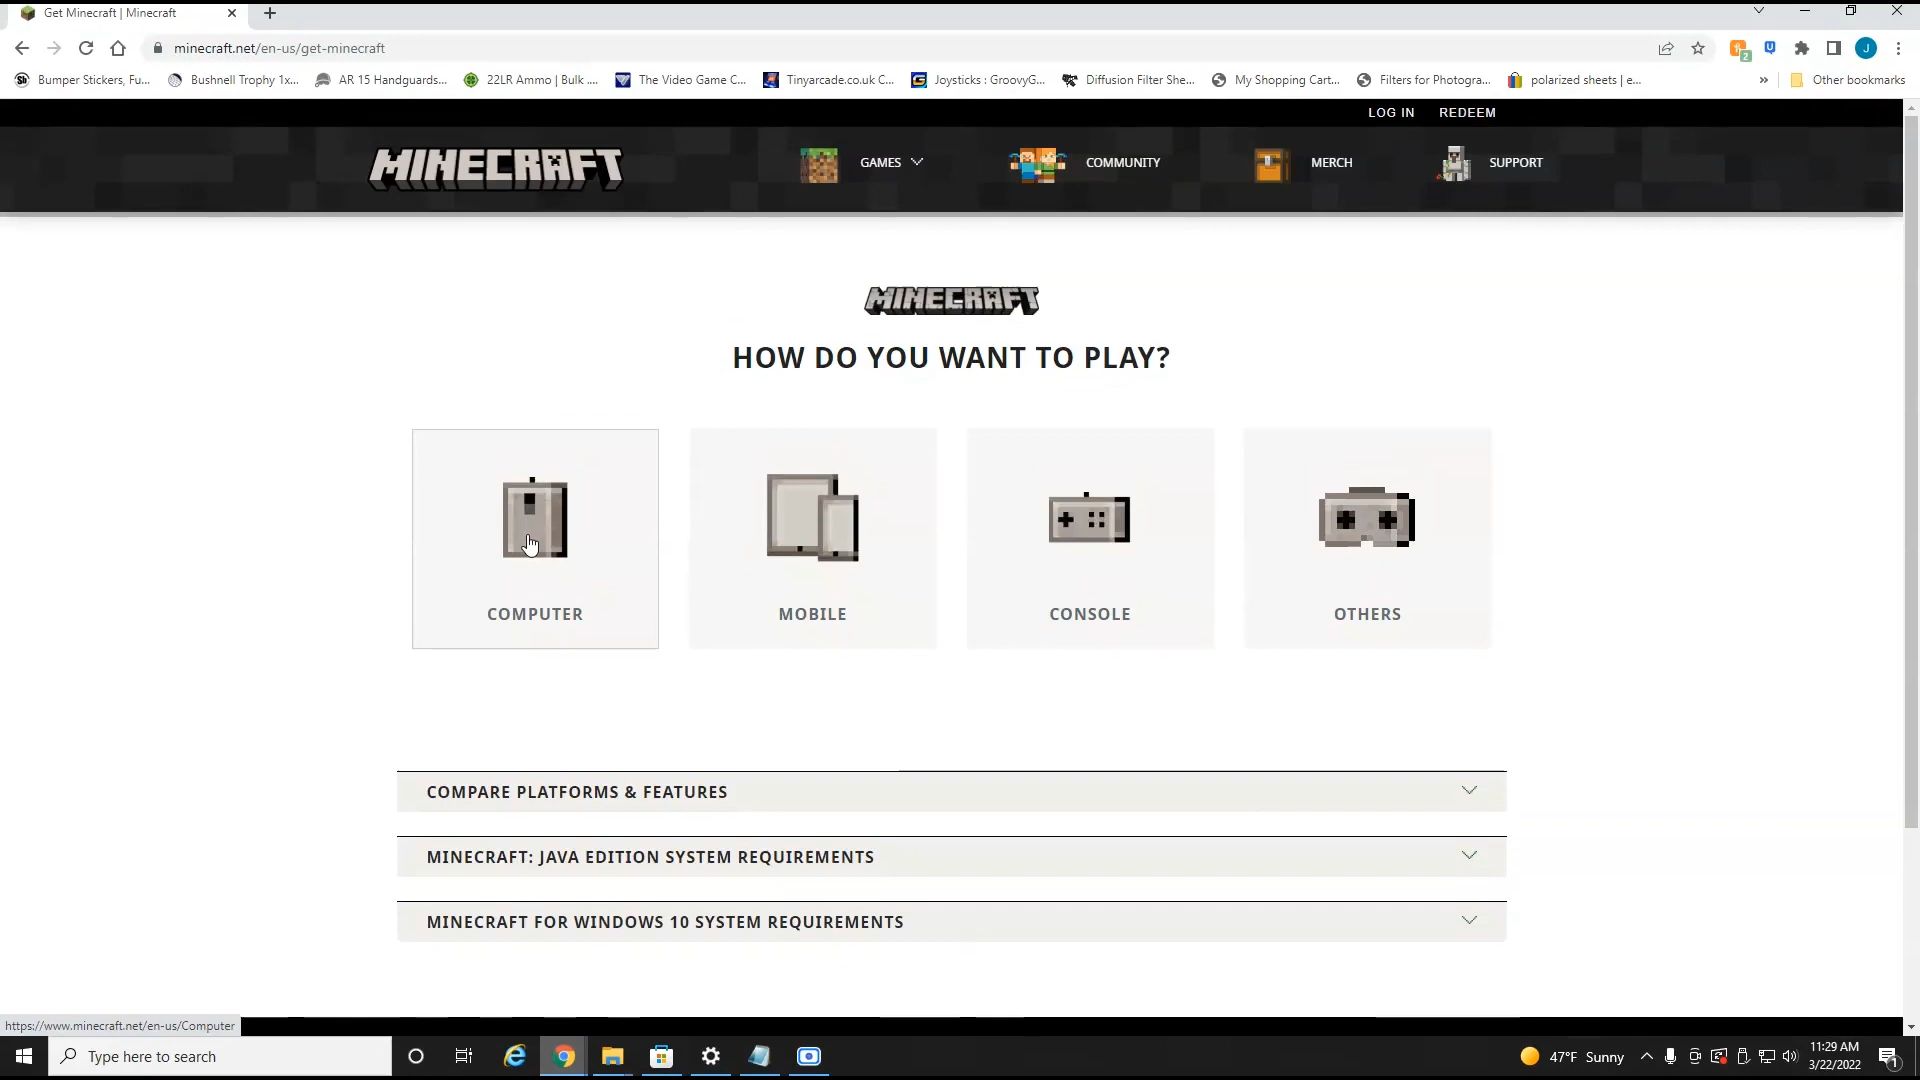 Get Minecraft | Minecraft
minecraft.net/en-us/get-minecraft
2
J
Sb Bumper Stickers, Fu... Bushnell Trophy 1x... AR 15 Handguards... 22LR Ammo | Bulk .... The Video Game C... Tinyarcade.co.uk C... Joysticks : GroovyG... Diffusion Filter She... My Shopping Cart... Filters for Photogra... polarized sheets | e... » Other bookmarks
LOG IN REDEEM
MINECRAFT GAMES COMMUNITY MERCH SUPPORT
MINECRAFT
HOW DO YOU WANT TO PLAY?
COMPUTER MOBILE CONSOLE OTHERS
COMPARE PLATFORMS & FEATURES
MINECRAFT: JAVA EDITION SYSTEM REQUIREMENTS
MINECRAFT FOR WINDOWS 10 SYSTEM REQUIREMENTS
https://www.minecraft.net/en-us/Computer
Type here to search 47°F Sunny 11:29 AM
3/22/2022
1